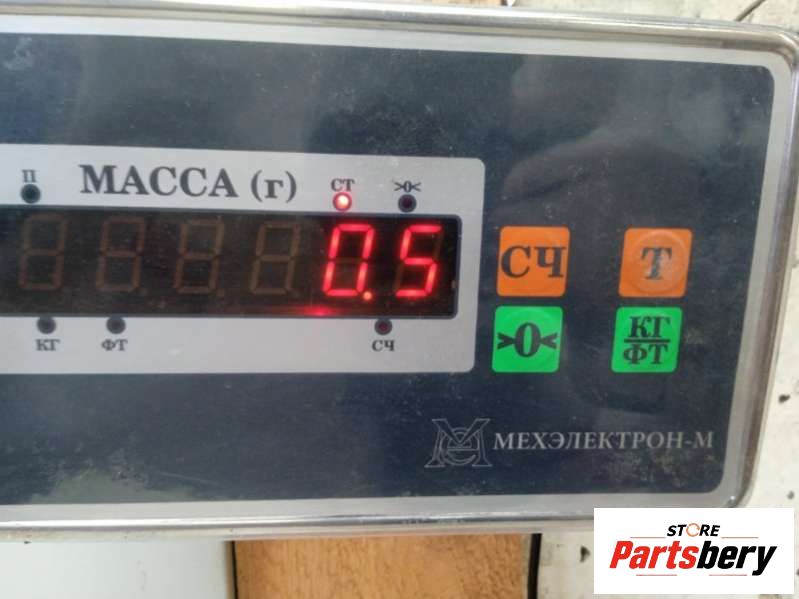 П МАССА (г) СТ >0<
0.5
КГ ФТ СЧ
СЧ Т
>0< КГ
ФТ
МЕХЭЛЕКТРОН-М
STORE
Partsbery